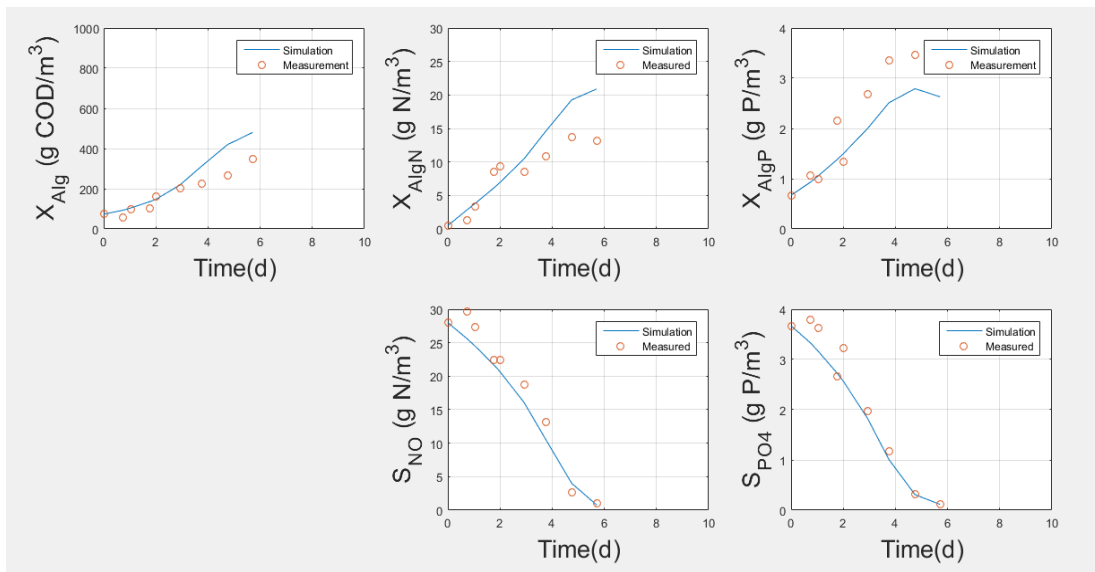 X_Alg (g COD/m^3)
1000
800
600
400
200
0
0 2 4 6 8 10
Time(d)
Simulation
Measurement
X_AlgN (g N/m^3)
30
25
20
15
10
5
0
0 2 4 6 8 10
Time(d)
Simulation
Measured
X_AlgP (g P/m^3)
4
3
2
1
0
0 2 4 6 8 10
Time(d)
Simulation
Measurement
S_NO (g N/m^3)
30
25
20
15
10
5
0
0 2 4 6 8 10
Time(d)
Simulation
Measured
S_PO4 (g P/m^3)
4
3
2
1
0
0 2 4 6 8 10
Time(d)
Simulation
Measured